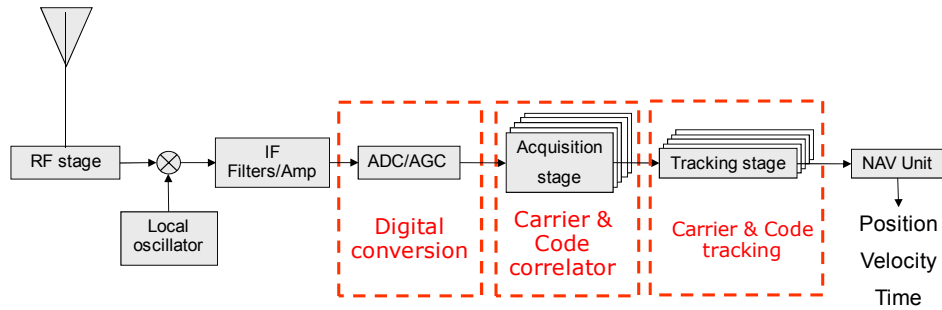 RF stage
Local
oscillator
IF
Filters/Amp
ADC/AGC
Digital
conversion
Acquisition
stage
Carrier &
Code
correlator
Tracking stage
Carrier & Code
tracking
NAV Unit
Position
Velocity
Time